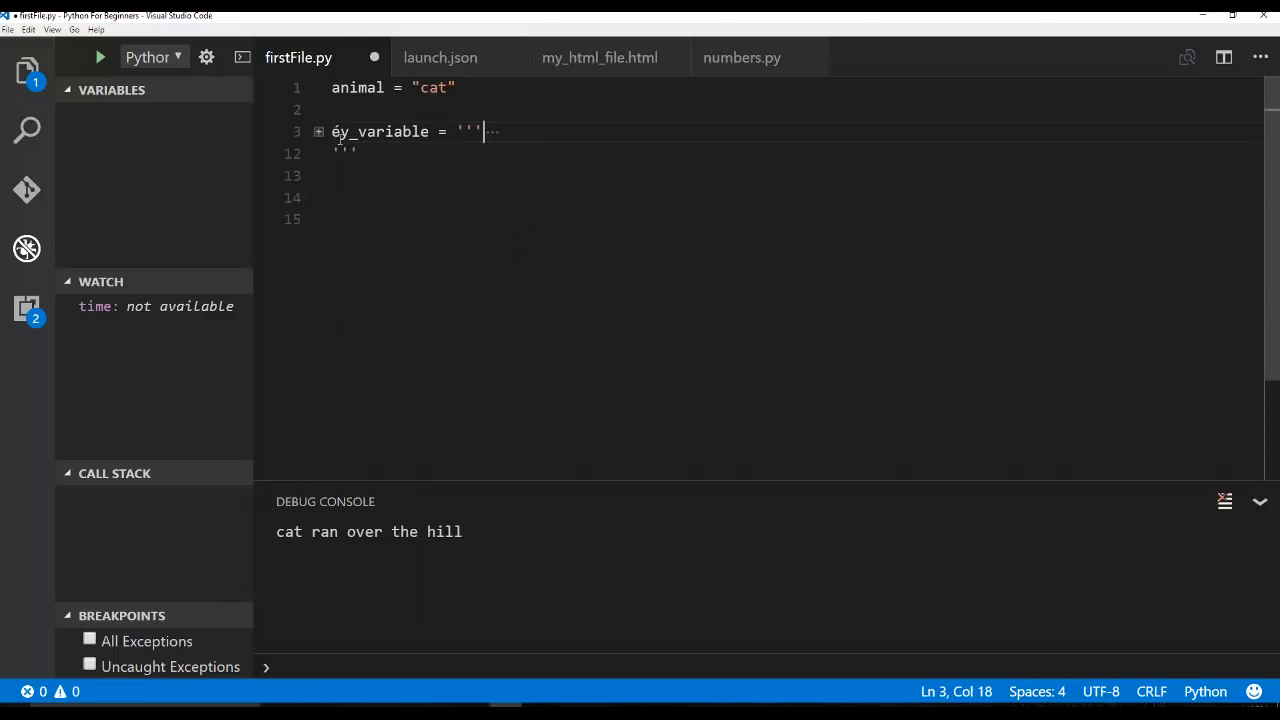 firstFile.py - Python For Beginners - Visual Studio Code
File Edit View Go Help
Python
firstFile.py
launch.json
my_html_file.html
numbers.py
1
VARIABLES
WATCH
time: not available
2
CALL STACK
BREAKPOINTS
All Exceptions
Uncaught Exceptions
1 animal = "cat"
2
3 éy_variable = '''...
12 '''
13
14
15
DEBUG CONSOLE
cat ran over the hill
0 0
Ln 3, Col 18
Spaces: 4
UTF-8
CRLF
Python